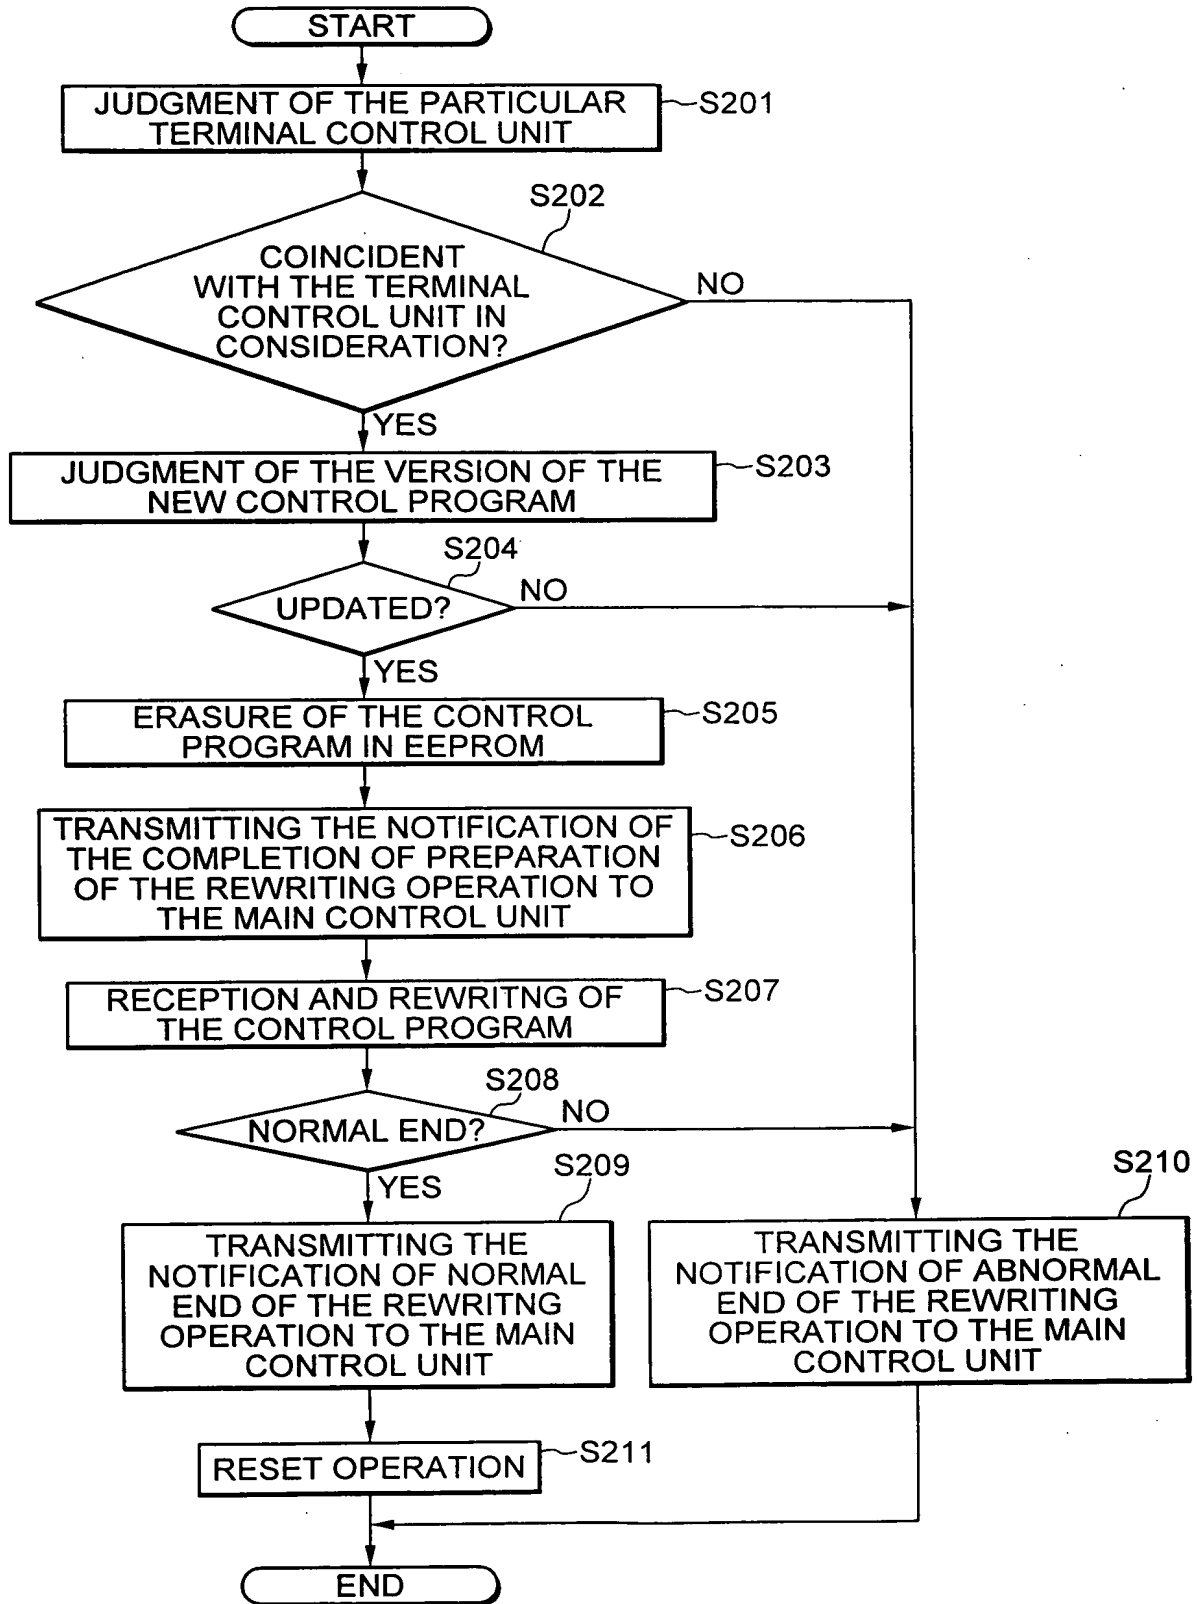 START
JUDGMENT OF THE PARTICULAR
TERMINAL CONTROL UNIT
S201
S202
COINCIDENT
WITH THE TERMINAL
CONTROL UNIT IN
CONSIDERATION?
NO
YES
JUDGMENT OF THE VERSION OF THE
NEW CONTROL PROGRAM
S203
S204
UPDATED?
NO
YES
ERASURE OF THE CONTROL
PROGRAM IN EEPROM
S205
TRANSMITTING THE NOTIFICATION OF
THE COMPLETION OF PREPARATION
OF THE REWRITING OPERATION TO
THE MAIN CONTROL UNIT
S206
RECEPTION AND REWRITNG OF
THE CONTROL PROGRAM
S207
S208
NORMAL END?
NO
YES
S209
TRANSMITTING THE
NOTIFICATION OF NORMAL
END OF THE REWRITNG
OPERATION TO THE MAIN
CONTROL UNIT
S210
TRANSMITTING THE
NOTIFICATION OF ABNORMAL
END OF THE REWRITING
OPERATION TO THE MAIN
CONTROL UNIT
RESET OPERATION
S211
END